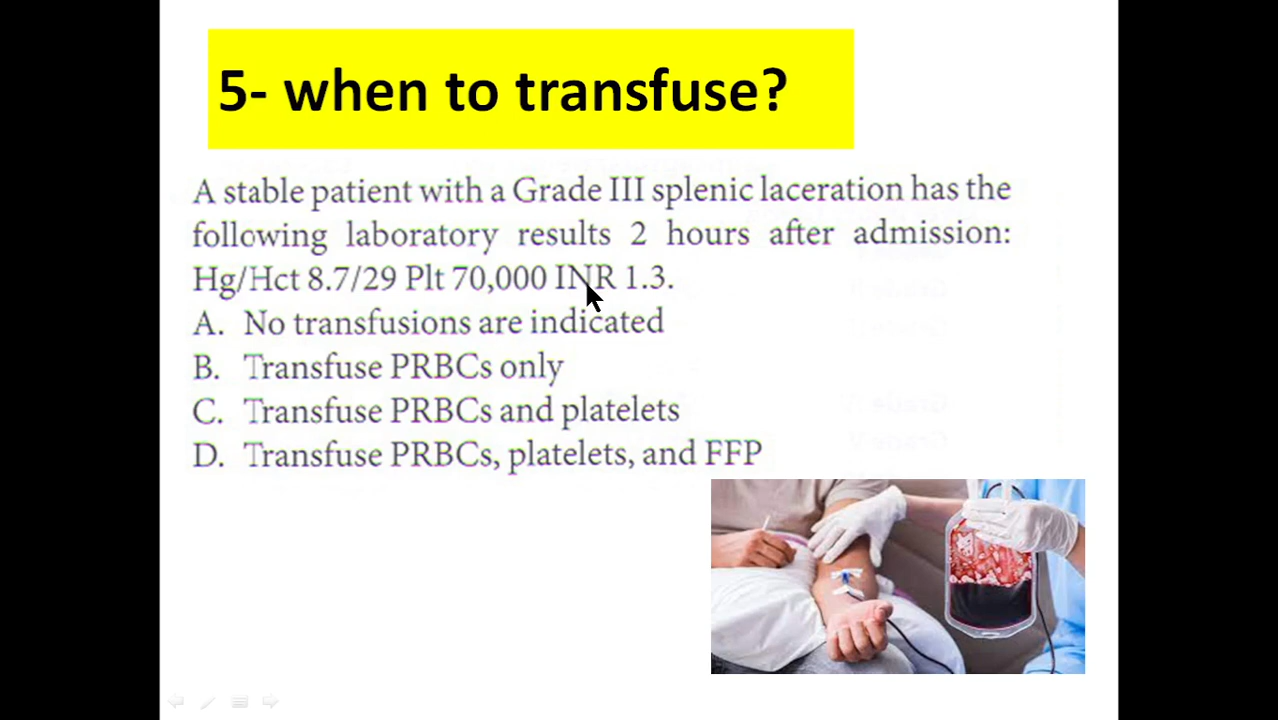 5- when to transfuse?
A stable patient with a Grade III splenic laceration has the
following laboratory results 2 hours after admission:
Hg/Hct 8.7/29 Plt 70,000 INR 1.3.
A. No transfusions are indicated
B. Transfuse PRBCs only
C. Transfuse PRBCs and platelets
D. Transfuse PRBCs, platelets, and FFP